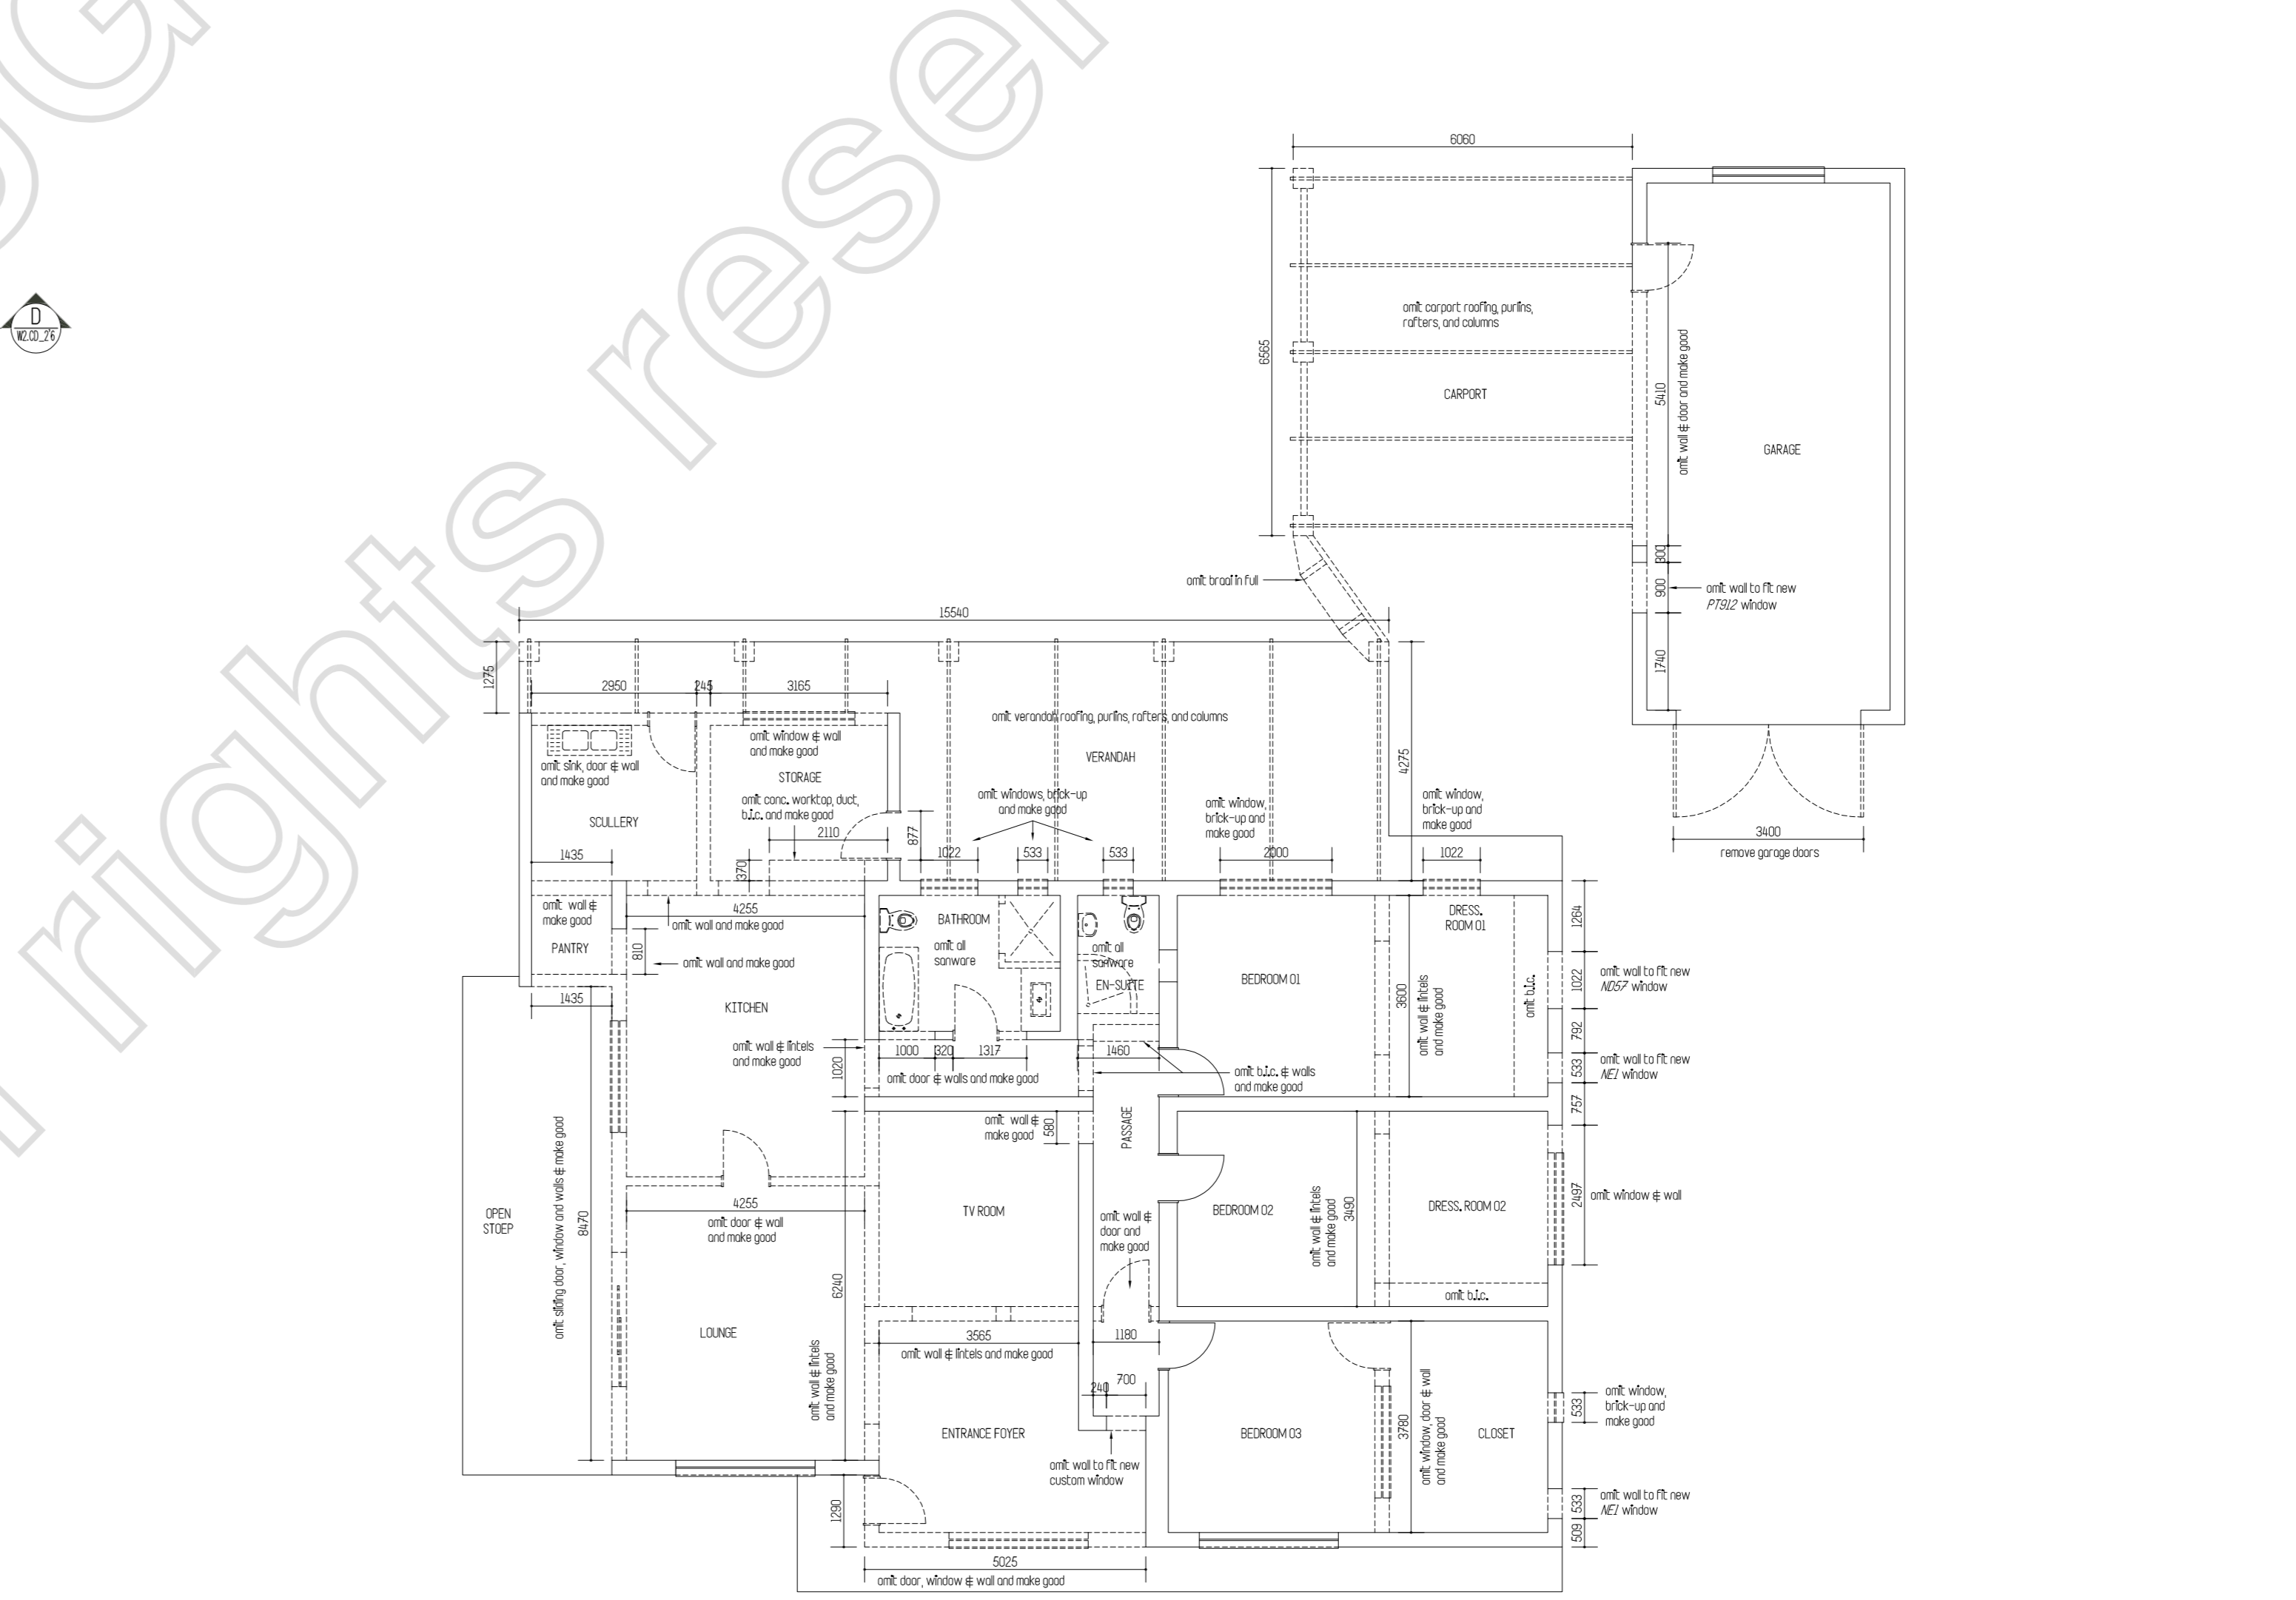 rights reser
D
W2.CD_2'6
6060
6565
omit carport roofing, purlins,
rafters, and columns
CARPORT
5410
omit wall & door and make good
GARAGE
300
900
omit wall to fit new
PT912 window
1740
3400
remove garage doors
omit braai in full
15540
1275
2950
245
3165
omit verandah roofing, purlins, rafters, and columns
VERANDAH
4275
omit window & wall
and make good
STORAGE
omit sink, door & wall
and make good
omit conc. worktop, duct,
b.i.c. and make good
2110
SCULLERY
877
omit windows, brick-up
and make good
omit window,
brick-up and
make good
omit window,
brick-up and
make good
1435
370
1022
533
533
2000
1022
omit wall &
make good
4255
omit wall and make good
PANTRY
810
omit wall and make good
1435
KITCHEN
BATHROOM
omit all
sanware
omit all
sanware
EN-SUITE
BEDROOM 01
DRESS.
ROOM 01
3600
omit wall & lintels
and make good
omit b.i.c.
1264
1022
omit wall to fit new
ND57 window
792
533
omit wall to fit new
NE1 window
757
omit wall & lintels
and make good
1020
1000
320
1317
1460
omit door & walls and make good
omit b.i.c. & walls
and make good
omit wall &
make good
580
PASSAGE
4255
omit door & wall
and make good
OPEN
STOEP
8470
omit sliding door, window and walls & make good
TV ROOM
omit wall &
door and
make good
BEDROOM 02
omit wall & lintels
and make good
3490
DRESS. ROOM 02
omit b.i.c.
2497
omit window & wall
6240
LOUNGE
omit wall & lintels
and make good
3565
omit wall & lintels and make good
1180
240
700
ENTRANCE FOYER
omit wall to fit new
custom window
BEDROOM 03
3780
omit window, door & wall
and make good
CLOSET
533
omit window,
brick-up and
make good
533
omit wall to fit new
NE1 window
509
1290
5025
omit door, window & wall and make good